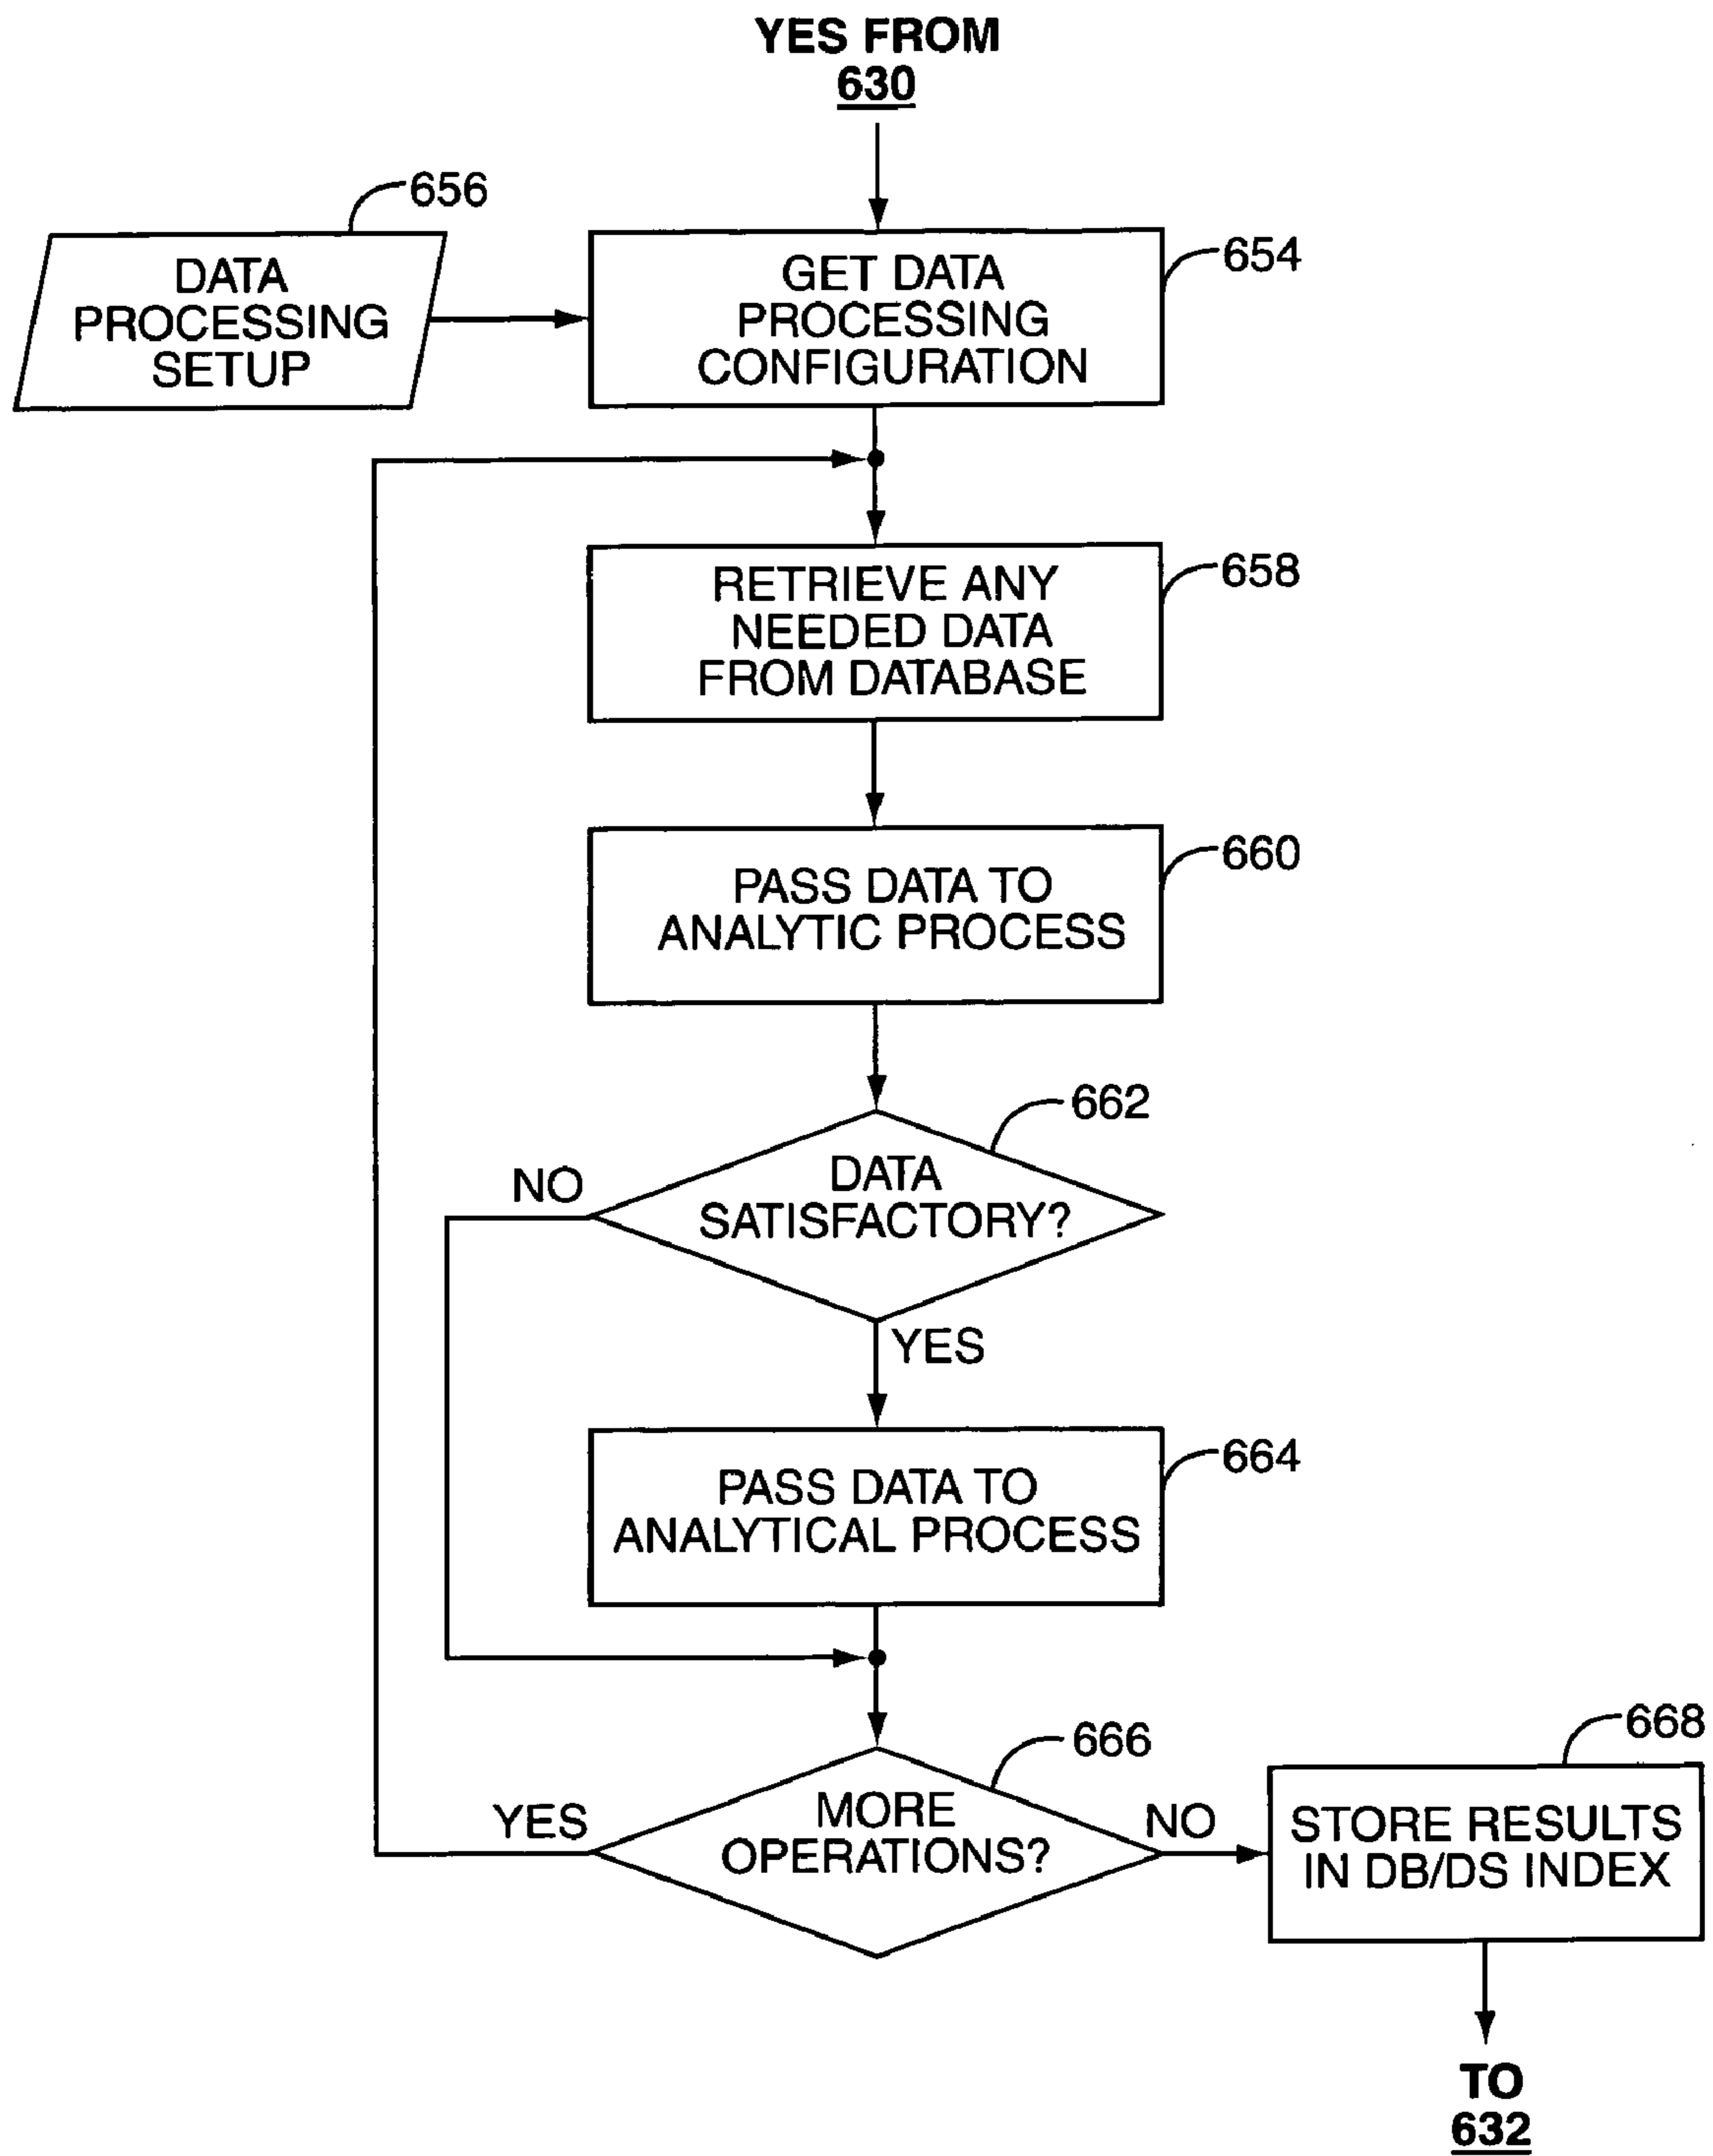 YES FROM
630
656
DATA
PROCESSING
SETUP
654
GET DATA
PROCESSING
CONFIGURATION
658
RETRIEVE ANY
NEEDED DATA
FROM DATABASE
660
PASS DATA TO
ANALYTIC PROCESS
662
NO
DATA
SATISFACTORY?
YES
664
PASS DATA TO
ANALYTICAL PROCESS
666
YES
MORE
OPERATIONS?
NO
668
STORE RESULTS
IN DB/DS INDEX
TO
632